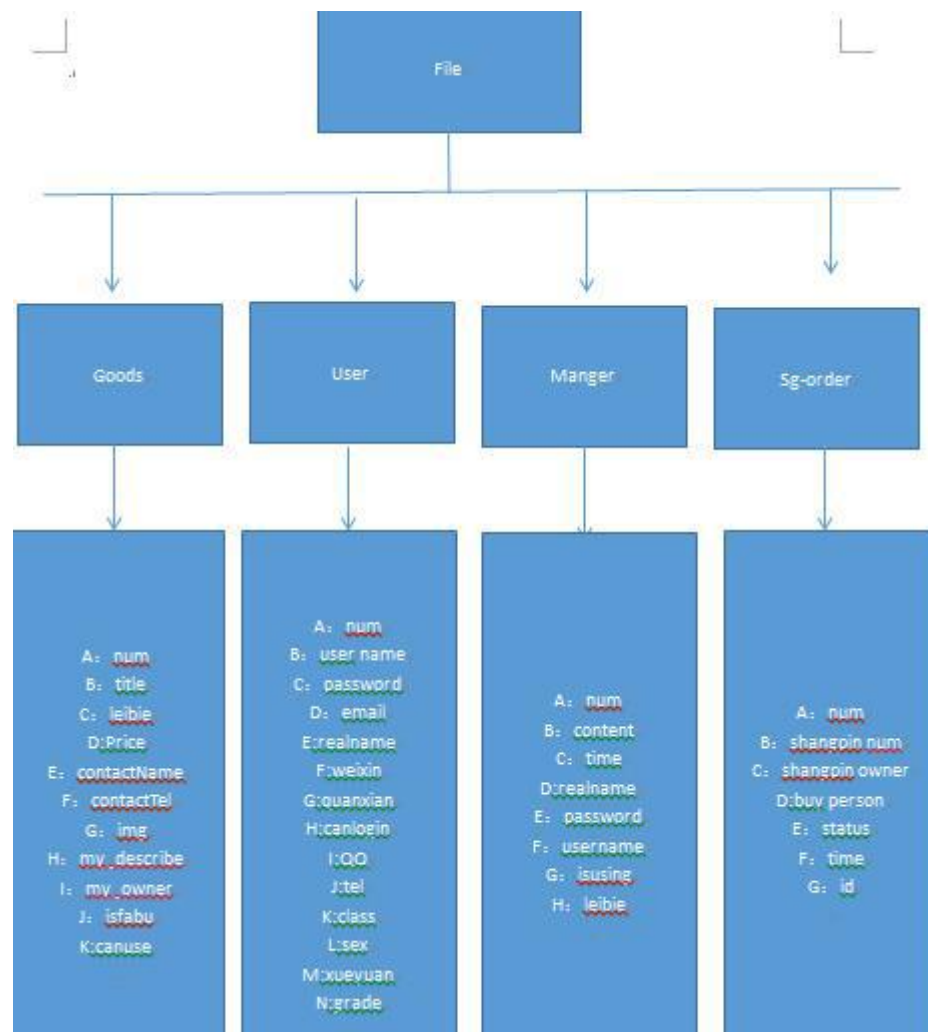 File
Goods
User
Manger
Sg-order
A：num
B：title
C：leibie
D:Price
E：contactName
F：contactTel
G：img
H：my_describe
I：my_owner
J：isfabu
K:canuse
A：num
B：user name
C：password
D：email
E:realname
F:weixin
G:quanxian
H:canlogin
I:QQ
J:tel
K:class
L:sex
M:xueyuan
N:grade
A：num
B：content
C：time
D:realname
E：password
F：username
G：isusing
H：leibie
A：num
B：shangpin num
C：shangpin owner
D:buy person
E：status
F：time
G：id